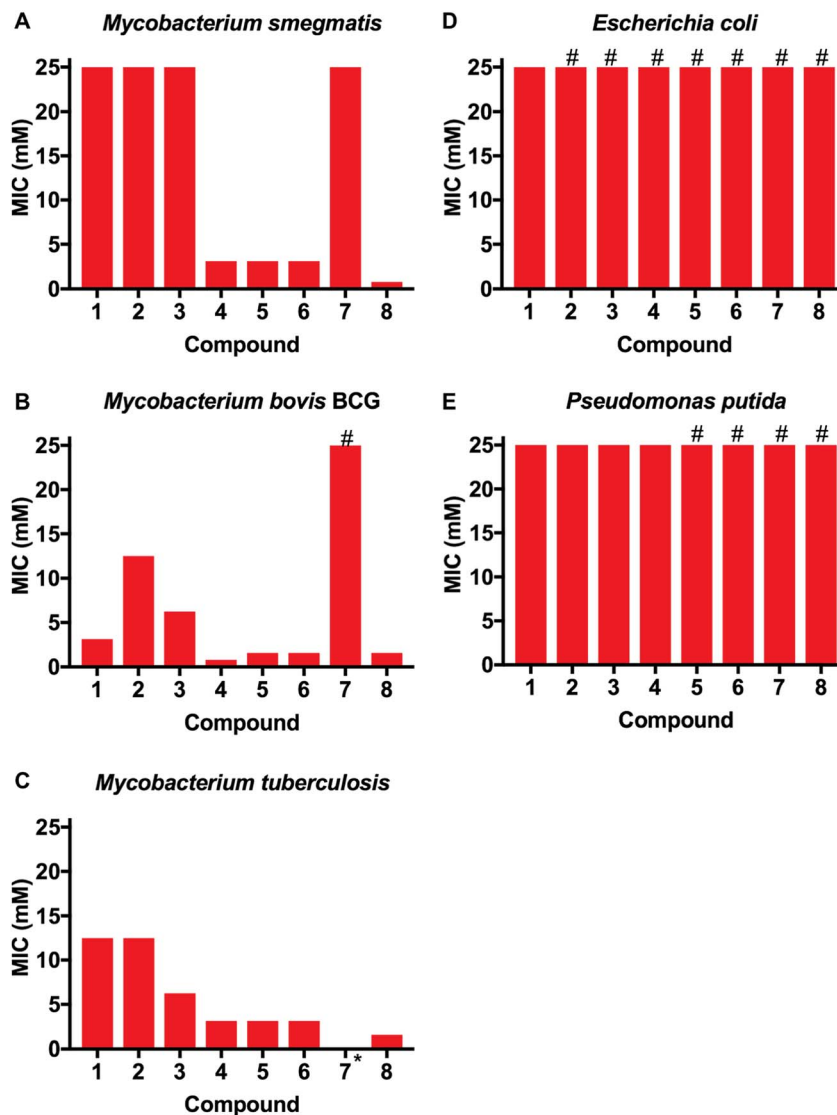 A
Mycobacterium smegmatis
MIC (mM)
25
20
15
10
5
0
1 2 3 4 5 6 7 8
Compound
B
Mycobacterium bovis BCG
#
MIC (mM)
25
20
15
10
5
0
1 2 3 4 5 6 7 8
Compound
C
Mycobacterium tuberculosis
MIC (mM)
25
20
15
10
5
0
1 2 3 4 5 6 7* 8
Compound
D
Escherichia coli
# # # # # # #
MIC (mM)
25
20
15
10
5
0
1 2 3 4 5 6 7 8
Compound
E
Pseudomonas putida
# # # #
MIC (mM)
25
20
15
10
5
0
1 2 3 4 5 6 7 8
Compound